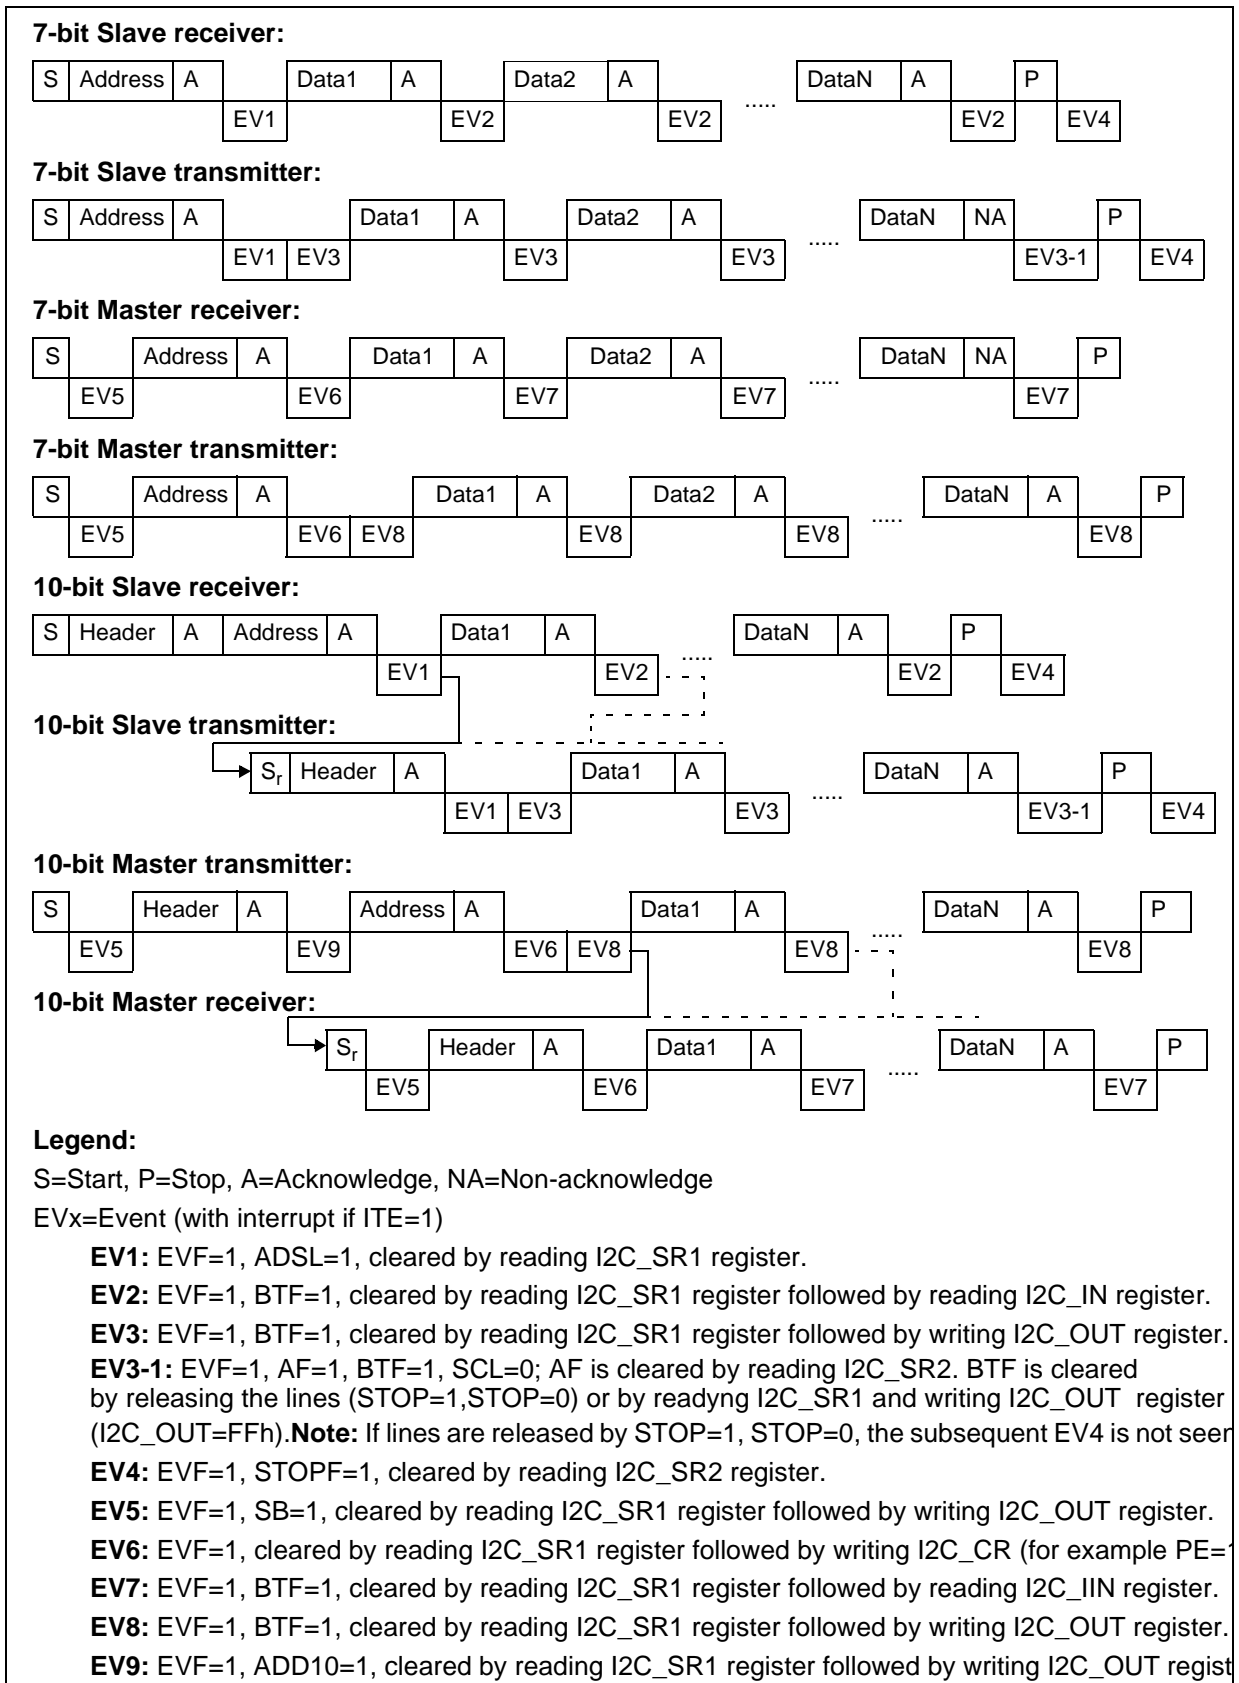 7-bit Slave receiver:
S Address A Data1 A Data2 A ..... DataN A P
EV1 EV2 EV2 EV2 EV4
7-bit Slave transmitter:
S Address A Data1 A Data2 A ..... DataN NA P
EV1 EV3 EV3 EV3 EV3-1 EV4
7-bit Master receiver:
S Address A Data1 A Data2 A ..... DataN NA P
EV5 EV6 EV7 EV7 EV7
7-bit Master transmitter:
S Address A Data1 A Data2 A ..... DataN A P
EV5 EV6 EV8 EV8 EV8 EV8
10-bit Slave receiver:
S Header A Address A Data1 A ..... DataN A P
EV1 EV2 EV2 EV4
10-bit Slave transmitter:
Sr Header A Data1 A ..... DataN A P
EV1 EV3 EV3 EV3-1 EV4
10-bit Master transmitter:
S Header A Address A Data1 A ..... DataN A P
EV5 EV9 EV6 EV8 EV8 EV8
10-bit Master receiver:
Sr Header A Data1 A ..... DataN A P
EV5 EV6 EV7 EV7
Legend:
S=Start, P=Stop, A=Acknowledge, NA=Non-acknowledge
EVx=Event (with interrupt if ITE=1)
EV1: EVF=1, ADSL=1, cleared by reading I2C_SR1 register.
EV2: EVF=1, BTF=1, cleared by reading I2C_SR1 register followed by reading I2C_IN register.
EV3: EVF=1, BTF=1, cleared by reading I2C_SR1 register followed by writing I2C_OUT register.
EV3-1: EVF=1, AF=1, BTF=1, SCL=0; AF is cleared by reading I2C_SR2. BTF is cleared
by releasing the lines (STOP=1,STOP=0) or by readyng I2C_SR1 and writing I2C_OUT register
(I2C_OUT=FFh).Note: If lines are released by STOP=1, STOP=0, the subsequent EV4 is not seen
EV4: EVF=1, STOPF=1, cleared by reading I2C_SR2 register.
EV5: EVF=1, SB=1, cleared by reading I2C_SR1 register followed by writing I2C_OUT register.
EV6: EVF=1, cleared by reading I2C_SR1 register followed by writing I2C_CR (for example PE=1
EV7: EVF=1, BTF=1, cleared by reading I2C_SR1 register followed by reading I2C_IIN register.
EV8: EVF=1, BTF=1, cleared by reading I2C_SR1 register followed by writing I2C_OUT register.
EV9: EVF=1, ADD10=1, cleared by reading I2C_SR1 register followed by writing I2C_OUT regist